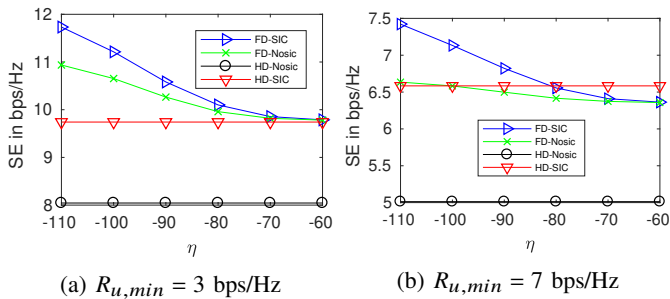 SE in bps/Hz
12
11
10
9
8
-110 -100 -90 -80 -70 -60
η
FD-SIC
FD-Nosic
HD-Nosic
HD-SIC
(a) R_{u,min} = 3 bps/Hz
SE in bps/Hz
7.5
7
6.5
6
5.5
5
-110 -100 -90 -80 -70 -60
η
FD-SIC
FD-Nosic
HD-Nosic
HD-SIC
(b) R_{u,min} = 7 bps/Hz